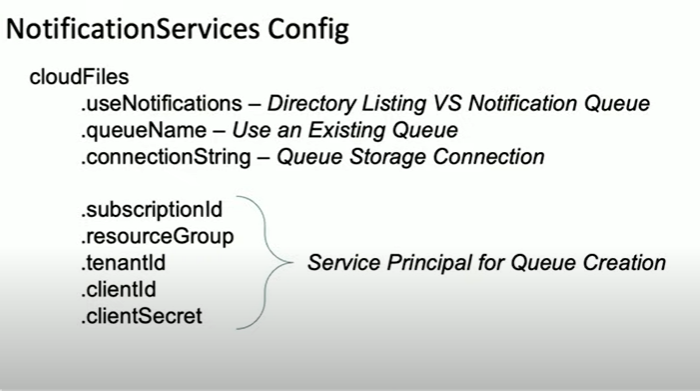 NotificationServices Config
cloudFiles
.useNotifications – Directory Listing VS Notification Queue
.queueName – Use an Existing Queue
.connectionString – Queue Storage Connection
.subscriptionId
.resourceGroup
.tenantId
Service Principal for Queue Creation
.clientId
.clientSecret